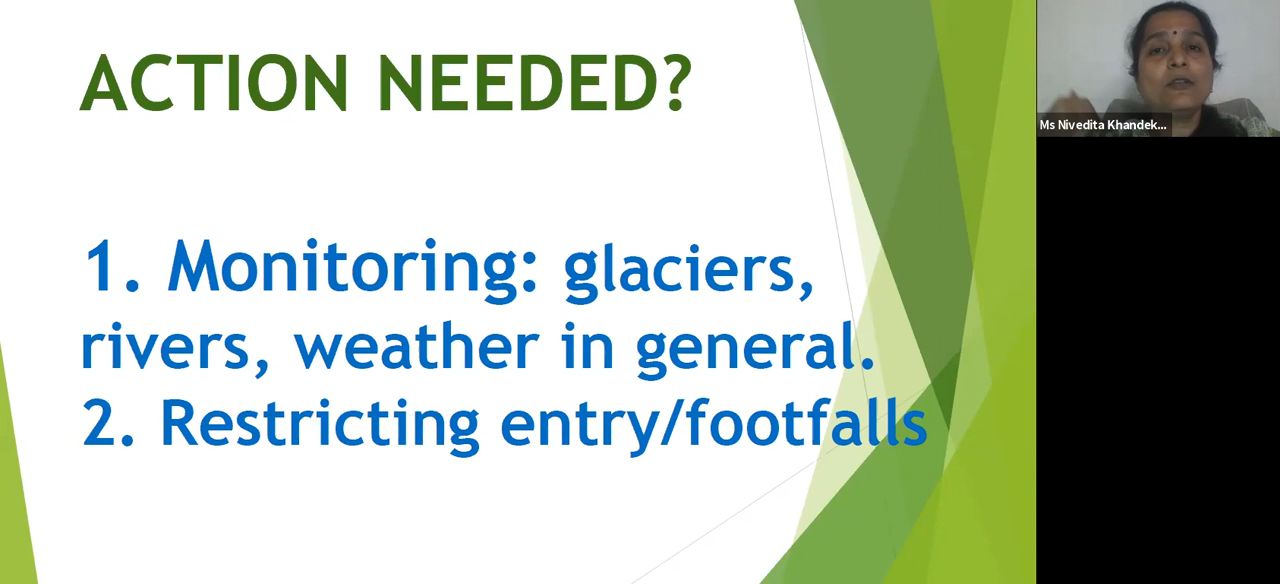 ACTION NEEDED?
1. Monitoring: glaciers,
rivers, weather in general.
2. Restricting entry/footfalls
Ms Nivedita Khandek...